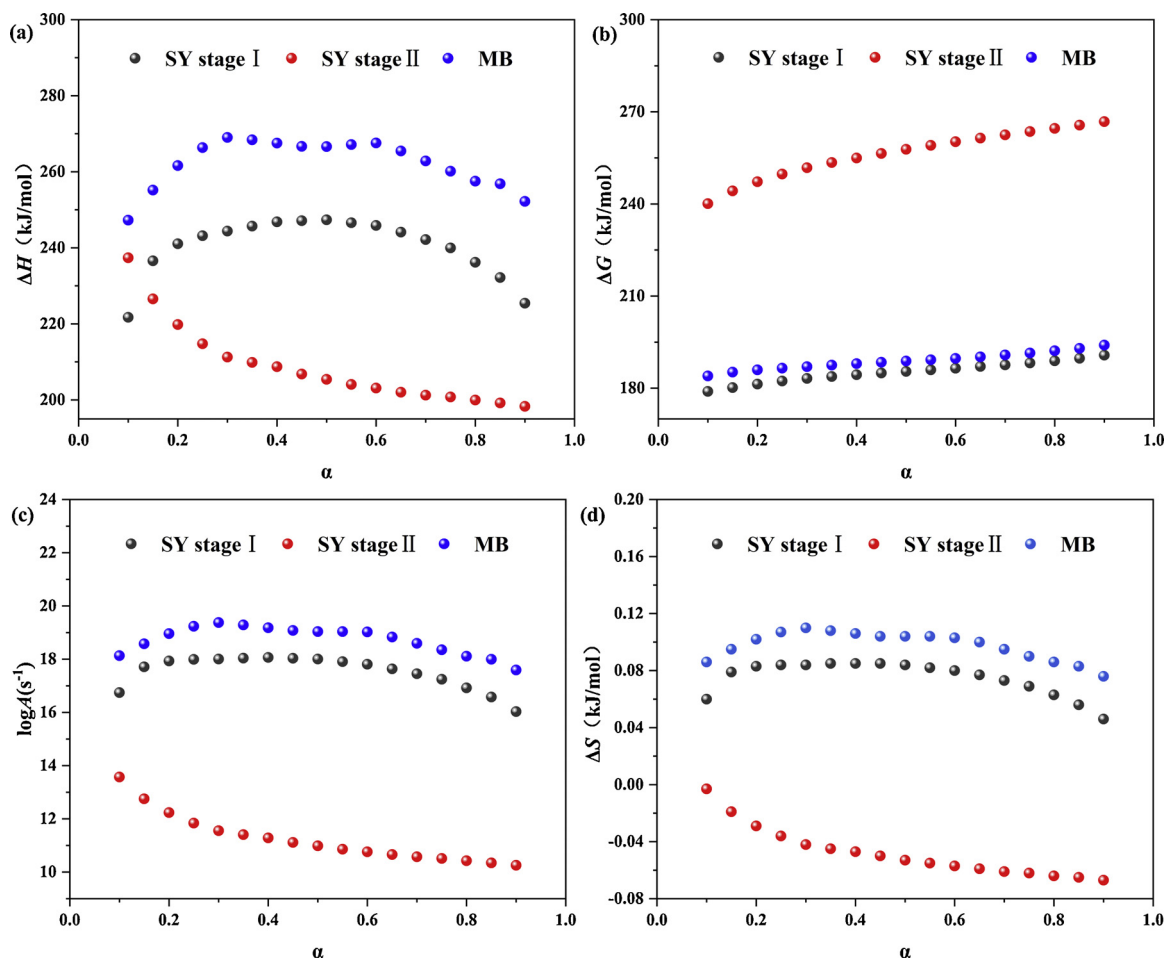 (a)
300
SY stage Ⅰ SY stage Ⅱ MB
280
260
240
220
200
ΔH（kJ/mol）
0.0 0.2 0.4 0.6 0.8 1.0
α
(b)
300
SY stage Ⅰ SY stage Ⅱ MB
270
240
210
180
ΔG（kJ/mol）
0.0 0.2 0.4 0.6 0.8 1.0
α
(c)
24
SY stage Ⅰ SY stage Ⅱ MB
22
20
18
16
14
12
10
logA(s⁻¹)
0.0 0.2 0.4 0.6 0.8 1.0
α
(d)
0.20
SY stage Ⅰ SY stage Ⅱ MB
0.16
0.12
0.08
0.04
0.00
-0.04
-0.08
ΔS（kJ/mol）
0.0 0.2 0.4 0.6 0.8 1.0
α